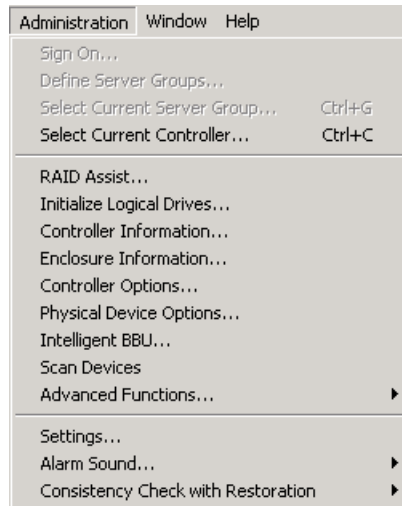 Administration Window Help
Sign On...
Define Server Groups...
Select Current Server Group... Ctrl+G
Select Current Controller... Ctrl+C
RAID Assist...
Initialize Logical Drives...
Controller Information...
Enclosure Information...
Controller Options...
Physical Device Options...
Intelligent BBU...
Scan Devices
Advanced Functions...
Settings...
Alarm Sound...
Consistency Check with Restoration